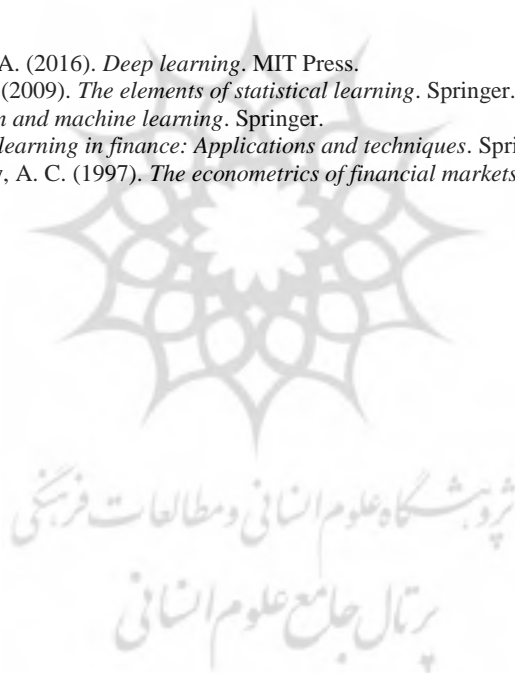 A. (2016). Deep learning. MIT Press.
(2009). The elements of statistical learning. Springer.
n and machine learning. Springer.
learning in finance: Applications and techniques. Spri
, A. C. (1997). The econometrics of financial markets
پژوهشگاه علوم انسانی و مطالعات فرهنگی
پرتال جامع علوم انسانی